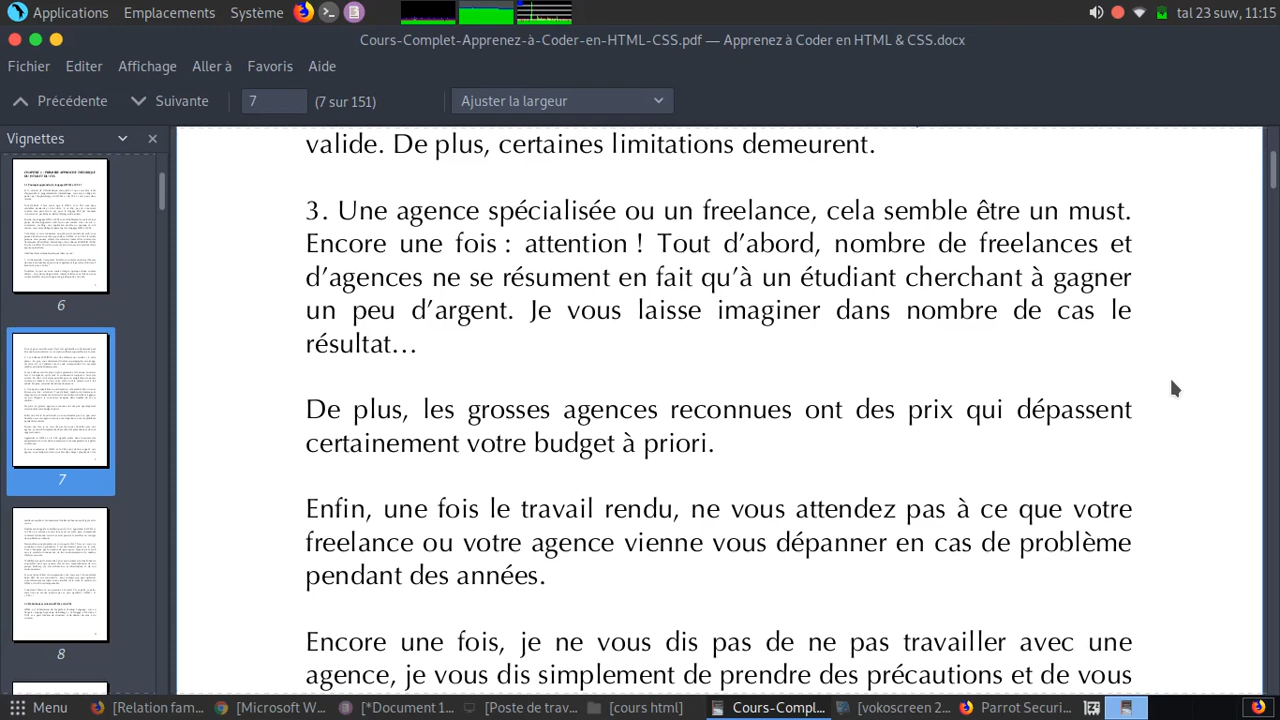 Applications Emplacements Système tal 23 suw, 11:15
Cours-Complet-Apprenez-à-Coder-en-HTML-CSS.pdf — Apprenez à Coder en HTML & CSS.docx
Fichier Editer Affichage Aller à Favoris Aide
Précédente Suivante 7 (7 sur 151) Ajuster la largeur
Vignettes
6
7
8
valide. De plus, certaines limitations demeurent.
3. Une agence spécialisée ou un freelance, cela semble être un must.
Encore une fois : attention ! Tout d’abord, nombre de freelances et
d’agences ne se résument en fait qu’à un étudiant cherchant à gagner
un peu d’argent. Je vous laisse imaginer dans nombre de cas le
résultat…
De plus, les grosses agences reconnues ont des prix qui dépassent
certainement votre budget à priori.
Enfin, une fois le travail rendu, ne vous attendez pas à ce que votre
freelance ou votre agence vienne vous dépanner en cas de problème
pendant des années.
Encore une fois, je ne vous dis pas de ne pas travailler avec une
agence, je vous dis simplement de prendre des précautions et de vous
Menu [Relation fam... [Microsoft W... [*Document 1... [Poste de trav... [cours html] Cours-Compl... [vokoscreen 2... Parrot Securi...